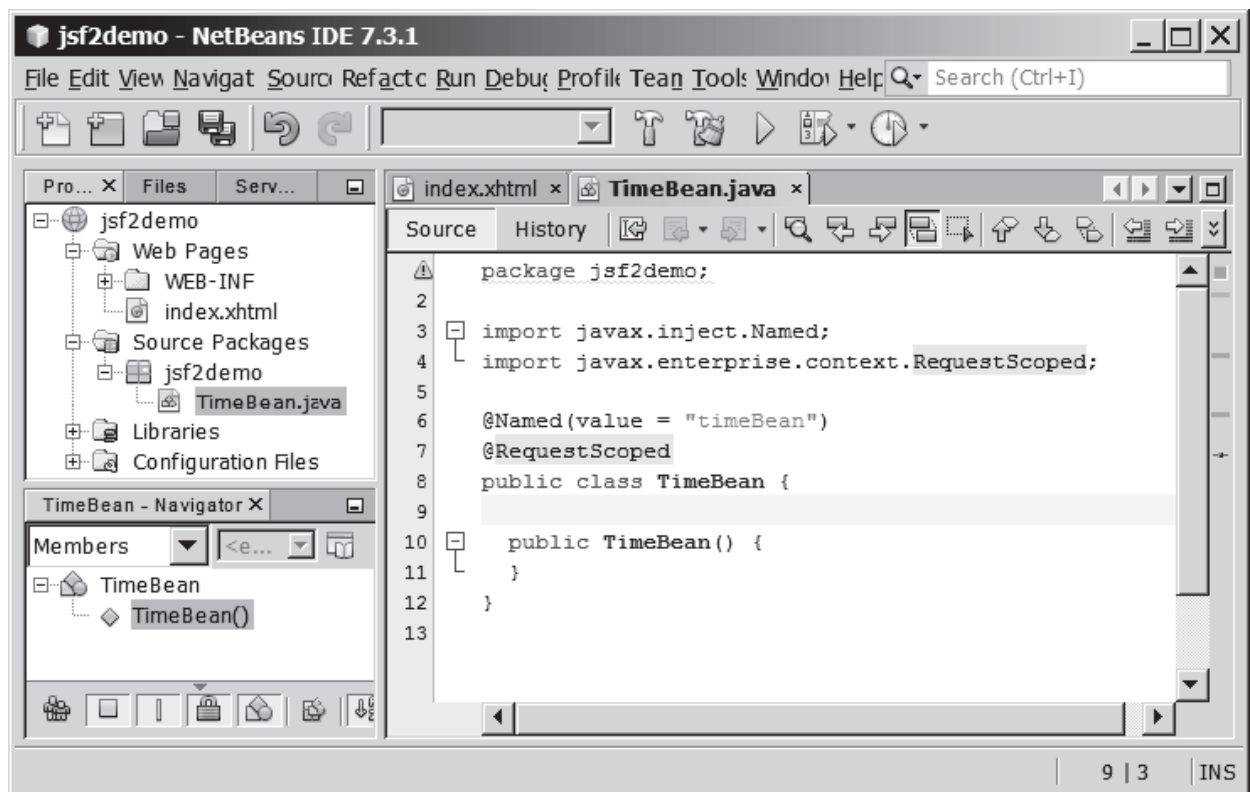 jsf2demo - NetBeans IDE 7.3.1
File Edit View Navigat Sourc Refactc Run Debug Profile Tean Tools Window Help Search (Ctrl+I)
Pro... Files Serv...
jsf2demo
Web Pages
WEB-INF
index.xhtml
Source Packages
jsf2demo
TimeBean.java
Libraries
Configuration Files
TimeBean - Navigator
Members <e...
TimeBean
TimeBean()
index.xhtml TimeBean.java
Source History
package jsf2demo;
2
3 import javax.inject.Named;
4 import javax.enterprise.context.RequestScoped;
5
6 @Named(value = "timeBean")
7 @RequestScoped
8 public class TimeBean {
9
10 public TimeBean() {
11 }
12 }
13
9 | 3 INS